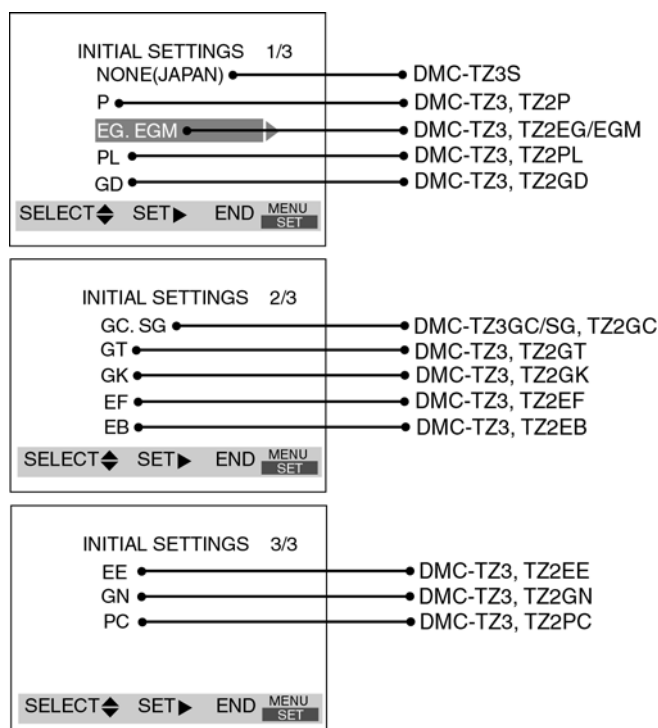 INITIAL SETTINGS 1/3
NONE(JAPAN) DMC-TZ3S
P DMC-TZ3, TZ2P
EG. EGM DMC-TZ3, TZ2EG/EGM
PL DMC-TZ3, TZ2PL
GD DMC-TZ3, TZ2GD
SELECT SET END MENU SET
INITIAL SETTINGS 2/3
GC. SG DMC-TZ3GC/SG, TZ2GC
GT DMC-TZ3, TZ2GT
GK DMC-TZ3, TZ2GK
EF DMC-TZ3, TZ2EF
EB DMC-TZ3, TZ2EB
SELECT SET END MENU SET
INITIAL SETTINGS 3/3
EE DMC-TZ3, TZ2EE
GN DMC-TZ3, TZ2GN
PC DMC-TZ3, TZ2PC
SELECT SET END MENU SET